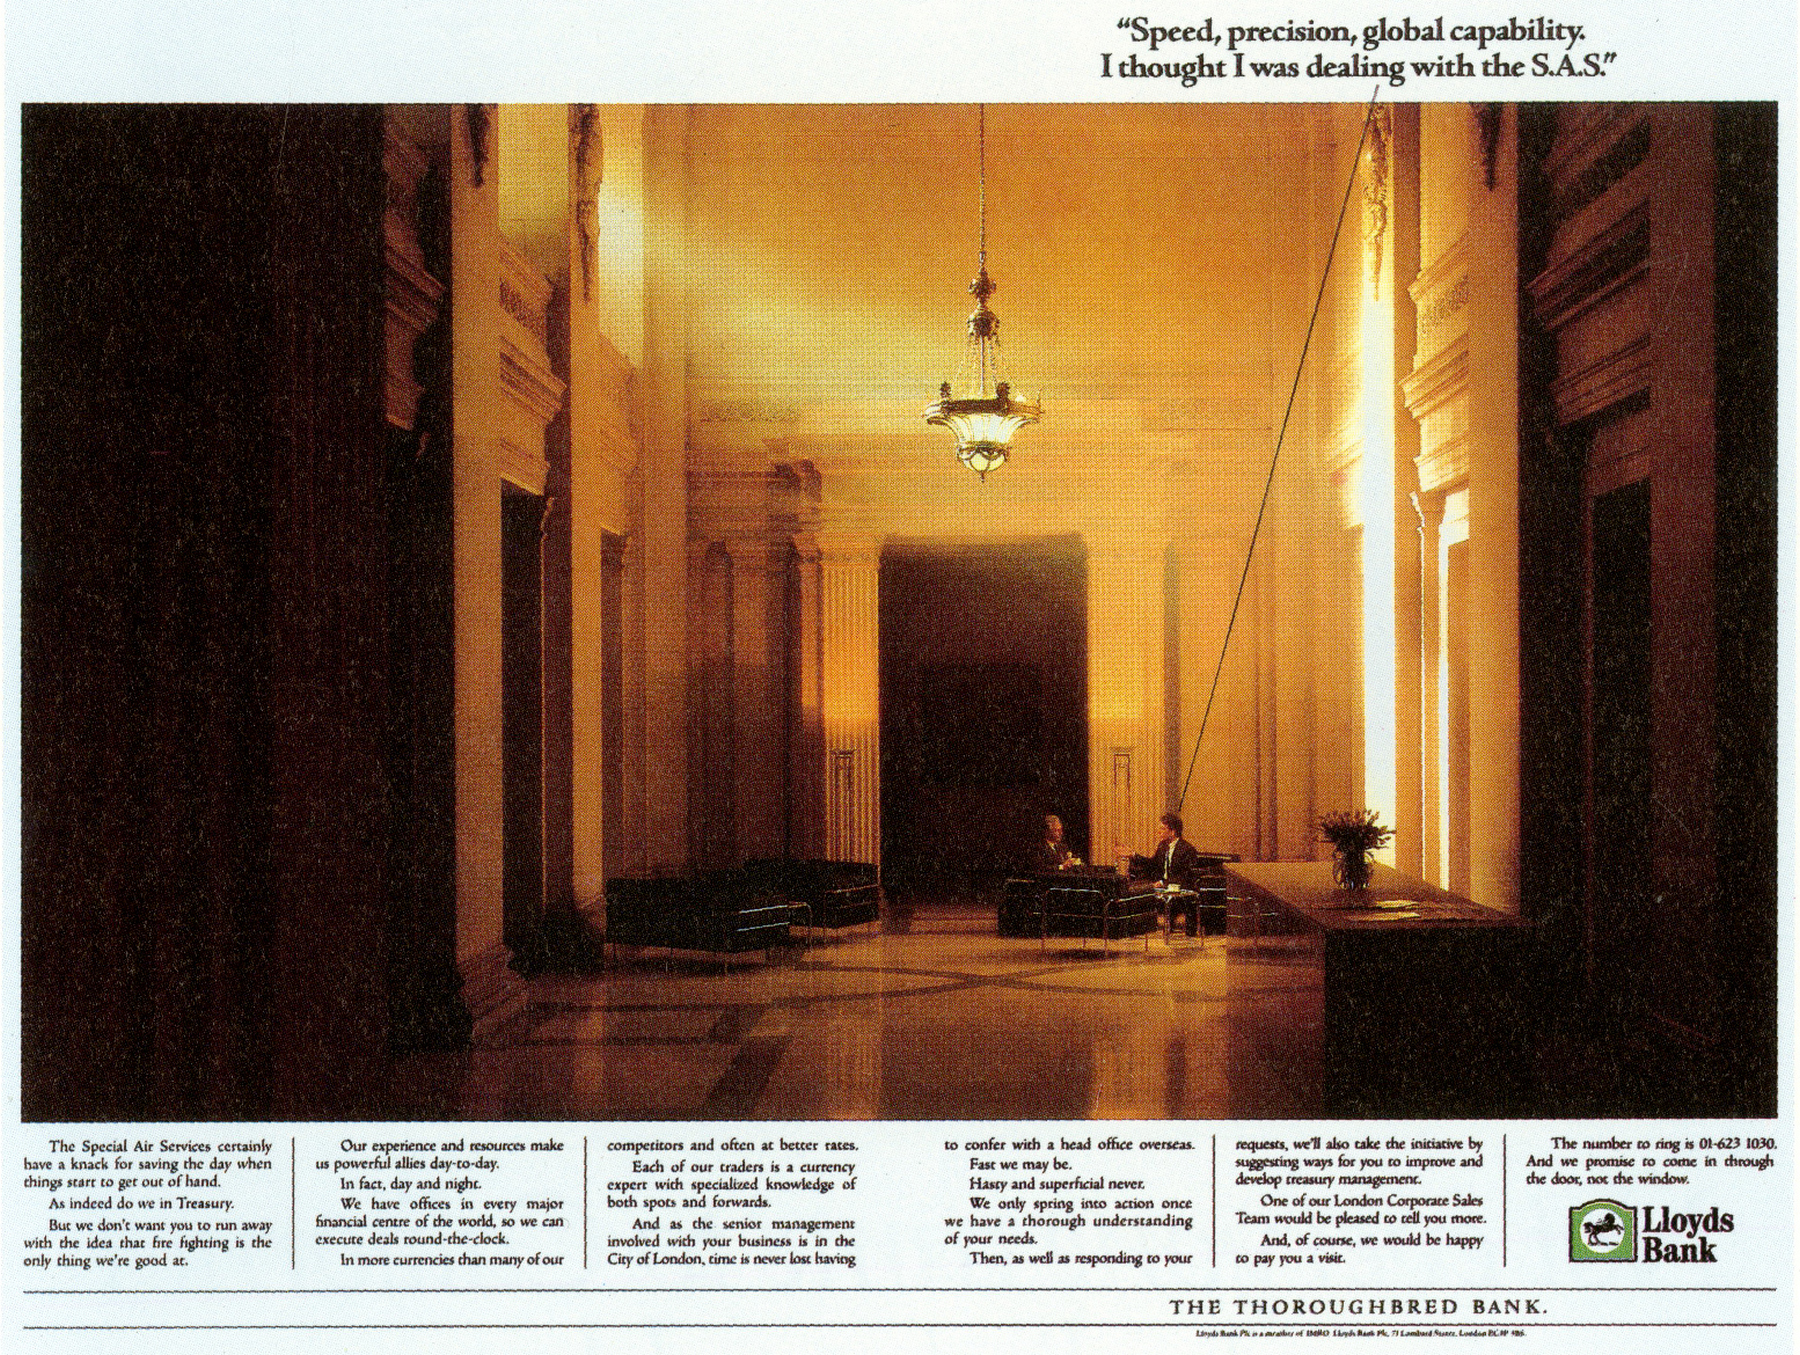 “Speed, precision, global capability.
I thought I was dealing with the S.A.S.”
The Special Air Services certainly
have a knack for saving the day when
things start to get out of hand.
As indeed do we in Treasury.
But we don't want you to run away
with the idea that fire fighting is the
only thing we're good at.
Our experience and resources make
us powerful allies day-to-day.
In fact, day and night.
We have offices in every major
financial centre of the world, so we can
execute deals round-the-clock.
In more currencies than many of our
competitors and often at better rates.
Each of our traders is a currency
expert with specialized knowledge of
both spots and forwards.
And as the senior management
involved with your business is in the
City of London, time is never lost having
to confer with a head office overseas.
Fast we may be.
Hasty and superficial never.
We only spring into action once
we have a thorough understanding
of your needs.
Then, as well as responding to your
requests, we'll also take the initiative by
suggesting ways for you to improve and
develop treasury management.
One of our London Corporate Sales
Team would be pleased to tell you more.
And, of course, we would be happy
to pay you a visit.
The number to ring is 01-623 1030.
And we promise to come in through
the door, not the window.
Lloyds
Bank
THE THOROUGHBRED BANK.
Lloyds Bank Plc is a member of IMRO Lloyds Bank Plc, 71 Lombard Street, London